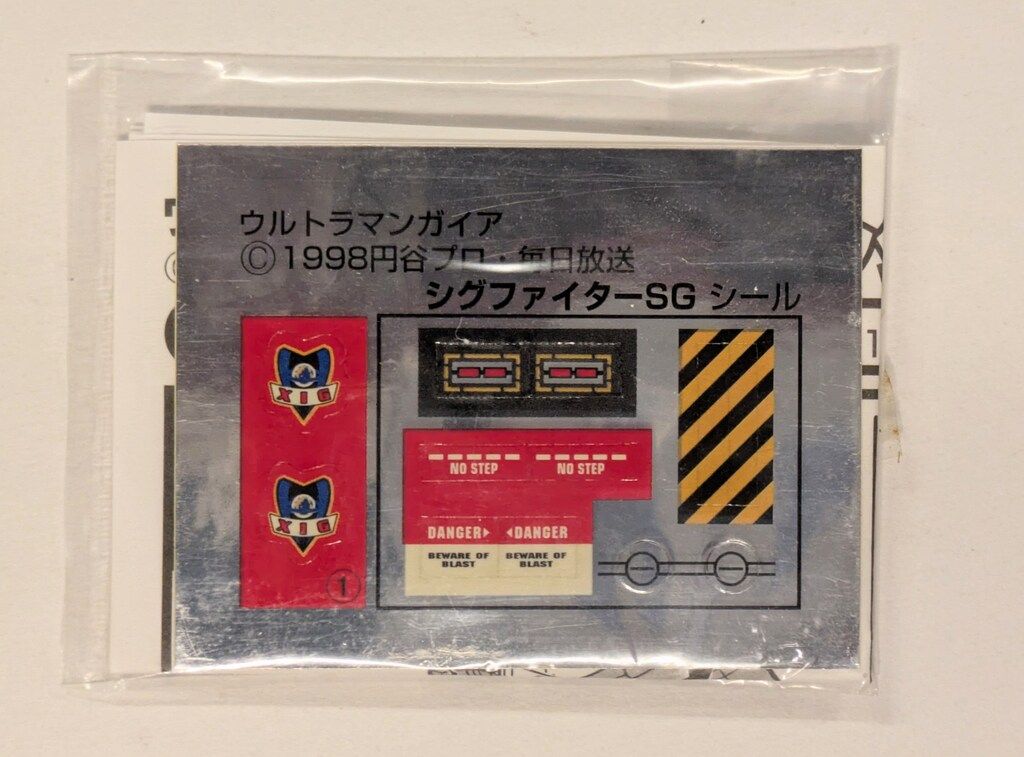 ウルトラマンガイア
©1998円谷プロ・毎日放送
シグファイターSG シール
XIG
XIG
①
NO STEP
NO STEP
DANGER▶
◀DANGER
BEWARE OF
BLAST
BEWARE OF
BLAST